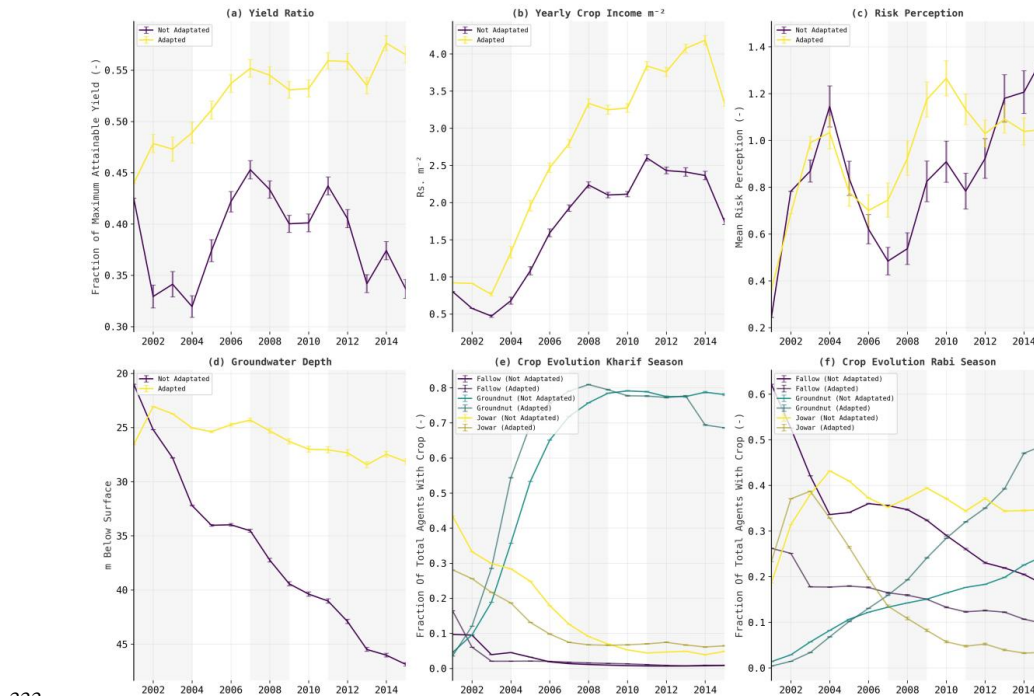 (a) Yield Ratio
Fraction of Maximum Attainable Yield (-)
0.55
0.50
0.45
0.40
0.35
0.30
Not Adaptated
Adapted
2002 2004 2006 2008 2010 2012 2014
(b) Yearly Crop Income m⁻²
Rs. m⁻²
4.0
3.5
3.0
2.5
2.0
1.5
1.0
0.5
Not Adaptated
Adapted
2002 2004 2006 2008 2010 2012 2014
(c) Risk Perception
Mean Risk Perception (-)
1.4
1.2
1.0
0.8
0.6
0.4
0.2
Not Adaptated
Adapted
2002 2004 2006 2008 2010 2012 2014
(d) Groundwater Depth
m Below Surface
20
25
30
35
40
45
Not Adaptated
Adapted
2002 2004 2006 2008 2010 2012 2014
(e) Crop Evolution Kharif Season
Fraction Of Total Agents With Crop (-)
0.8
0.7
0.6
0.5
0.4
0.3
0.2
0.1
0.0
Fallow (Not Adaptated)
Fallow (Adapted)
Groundnut (Not Adaptated)
Groundnut (Adapted)
Jowar (Not Adaptated)
Jowar (Adapted)
2002 2004 2006 2008 2010 2012 2014
(f) Crop Evolution Rabi Season
Fraction Of Total Agents With Crop (-)
0.6
0.5
0.4
0.3
0.2
0.1
0.0
Fallow (Not Adaptated)
Fallow (Adapted)
Groundnut (Not Adaptated)
Groundnut (Adapted)
Jowar (Not Adaptated)
Jowar (Adapted)
2002 2004 2006 2008 2010 2012 2014